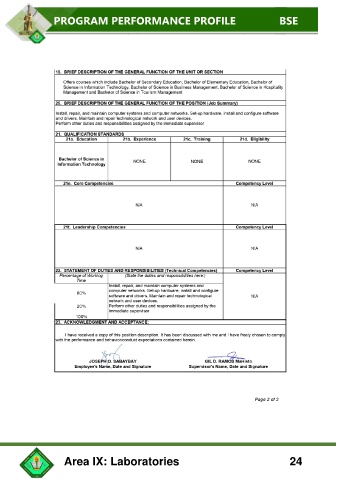 PROGRAM PERFORMANCE PROFILE BSE
19. BRIEF DESCRIPTION OF THE GENERAL FUNCTION OF THE UNIT OR SECTION
Offers courses which include Bachelor of Secondary Education, Bachelor of Elementary Education, Bachelor of
Science in Information Technology, Bachelor of Science in Business Management, Bachelor of Science in Hospitality
Management and Bachelor of Science in Tourism Management
20. BRIEF DESCRIPTION OF THE GENERAL FUNCTION OF THE POSITION (Job Summary)
Install, repair, and maintain computer systems and computer networks. Set-up hardware, install and configure software
and drivers. Maintain and repair technological network and user devices.
Perform other duties and responsibilities assigned by the immediate supervisor
21. QUALIFICATION STANDARDS
21a. Education 21b. Experience 21c. Training 21d. Eligibility
Bachelor of Science in
Information Technology NONE NONE NONE
21e. Core Competencies Competency Level
N/A N/A
21f. Leadership Competencies Competency Level
N/A N/A
22. STATEMENT OF DUTIES AND RESPONSIBILITIES (Technical Competencies) Competency Level
Percentage of Working (State the duties and responsibilities here:)
Time
Install, repair, and maintain computer systems and
computer networks. Set-up hardware, install and configure
80% software and drivers. Maintain and repair technological N/A
network and user devices.
20% Perform other duties and responsibilities assigned by the
immediate supervisor
100%
23. ACKNOWLEDGMENT AND ACCEPTANCE:
I have received a copy of this position description. It has been discussed with me and I have freely chosen to comply
with the performance and behavior/conduct expectations contained herein.
JOSEPH D. GIL D. RAMOS
Employee's Name, Date and Signature Supervisor's Name, Date and Signature
Page 2 of 2
Area IX: Laboratories 24